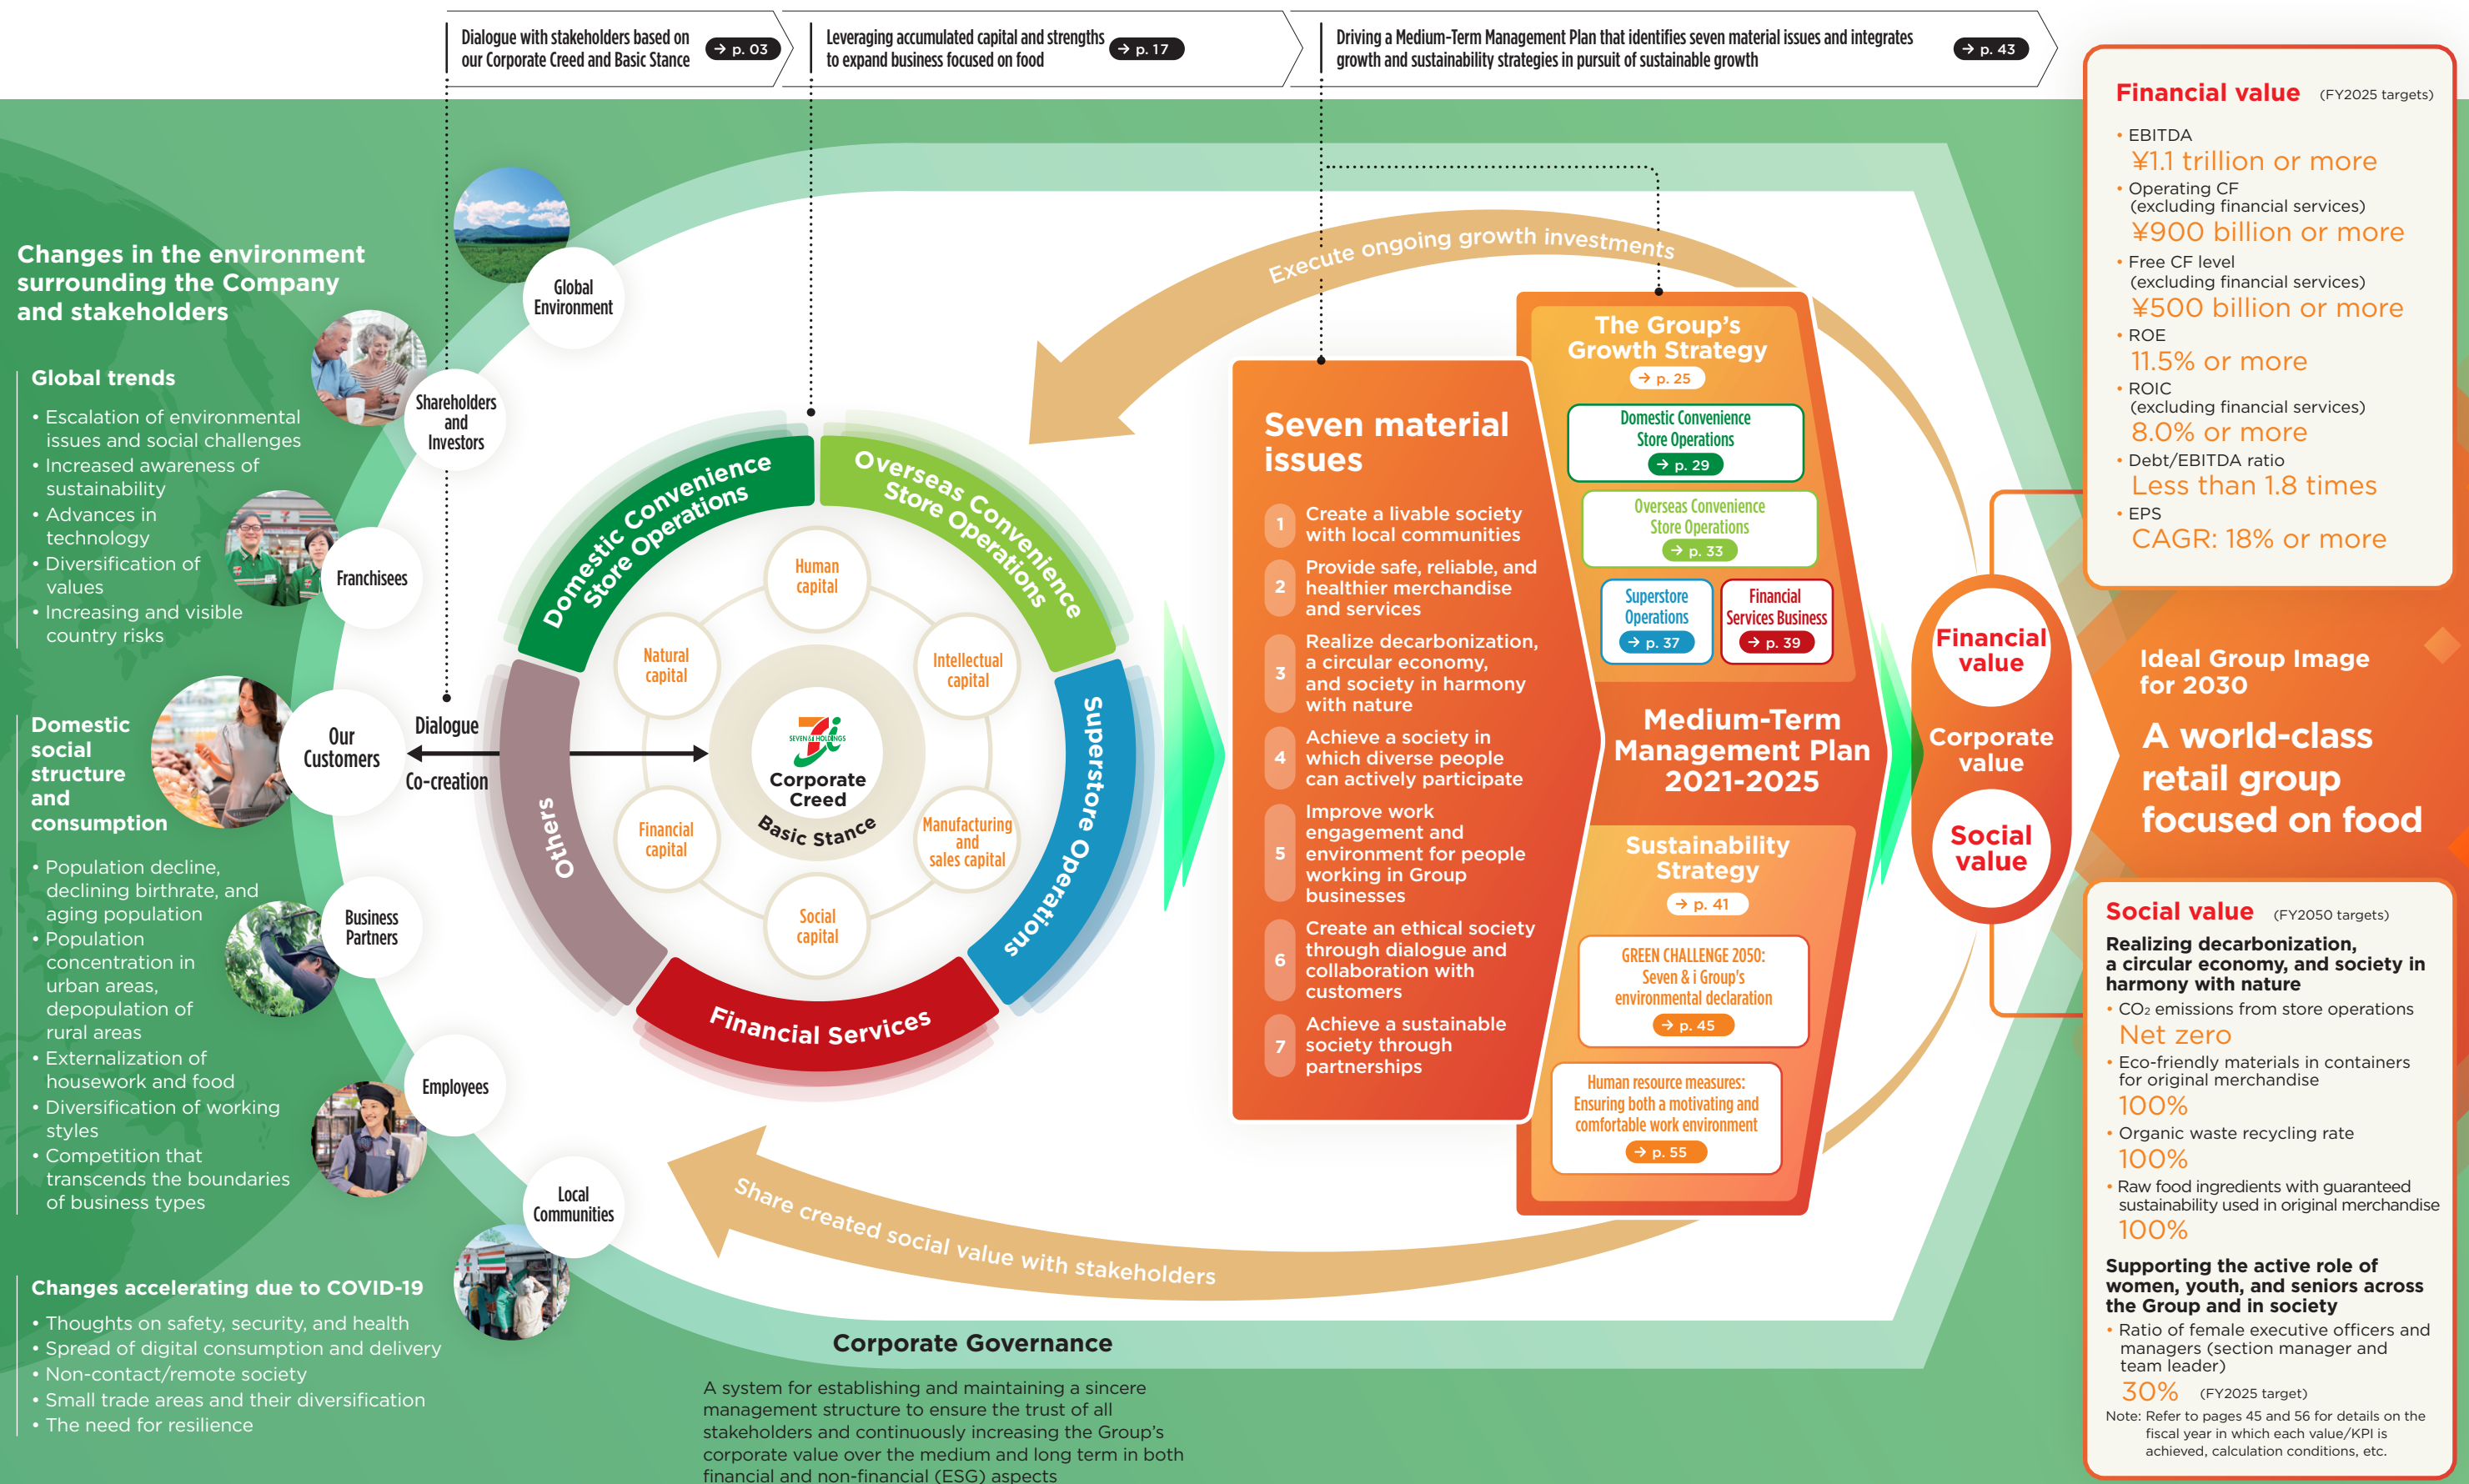 Dialogue with stakeholders based on
our Corporate Creed and Basic Stance
→ p. 03
Leveraging accumulated capital and strengths
to expand business focused on food
→ p. 17
Driving a Medium-Term Management Plan that identifies seven material issues and integrates
growth and sustainability strategies in pursuit of sustainable growth
→ p. 43
Changes in the environment
surrounding the Company
and stakeholders
Global trends
• Escalation of environmental
issues and social challenges
• Increased awareness of
sustainability
• Advances in
technology
• Diversification of
values
• Increasing and visible
country risks
Domestic
social
structure
and
consumption
• Population decline,
declining birthrate, and
aging population
• Population
concentration in
urban areas,
depopulation of
rural areas
• Externalization of
housework and food
• Diversification of working
styles
• Competition that
transcends the boundaries
of business types
Changes accelerating due to COVID-19
• Thoughts on safety, security, and health
• Spread of digital consumption and delivery
• Non-contact/remote society
• Small trade areas and their diversification
• The need for resilience
Global
Environment
Shareholders
and
Investors
Franchisees
Our
Customers
Business
Partners
Employees
Local
Communities
Dialogue
Co-creation
Domestic Convenience
Store Operations
Overseas Convenience
Store Operations
Superstore Operations
Financial Services
Others
Human
capital
Intellectual
capital
Manufacturing
and
sales capital
Social
capital
Financial
capital
Natural
capital
SEVEN & i HOLDINGS
Corporate
Creed
Basic Stance
Execute ongoing growth investments
Share created social value with stakeholders
Seven material
issues
1
Create a livable society
with local communities
2
Provide safe, reliable, and
healthier merchandise
and services
3
Realize decarbonization,
a circular economy,
and society in harmony
with nature
4
Achieve a society in
which diverse people
can actively participate
5
Improve work
engagement and
environment for people
working in Group
businesses
6
Create an ethical society
through dialogue and
collaboration with
customers
7
Achieve a sustainable
society through
partnerships
The Group's
Growth Strategy
→ p. 25
Domestic Convenience
Store Operations
→ p. 29
Overseas Convenience
Store Operations
→ p. 33
Superstore
Operations
→ p. 37
Financial
Services Business
→ p. 39
Medium-Term
Management Plan
2021-2025
Sustainability
Strategy
→ p. 41
GREEN CHALLENGE 2050:
Seven & i Group's
environmental declaration
→ p. 45
Human resource measures:
Ensuring both a motivating and
comfortable work environment
→ p. 55
Financial
value
Corporate
value
Social
value
Financial value (FY2025 targets)
• EBITDA
¥1.1 trillion or more
• Operating CF
(excluding financial services)
¥900 billion or more
• Free CF level
(excluding financial services)
¥500 billion or more
• ROE
11.5% or more
• ROIC
(excluding financial services)
8.0% or more
• Debt/EBITDA ratio
Less than 1.8 times
• EPS
CAGR: 18% or more
Ideal Group Image
for 2030
A world-class
retail group
focused on food
Social value (FY2050 targets)
Realizing decarbonization,
a circular economy, and society in
harmony with nature
• CO₂ emissions from store operations
Net zero
• Eco-friendly materials in containers
for original merchandise
100%
• Organic waste recycling rate
100%
• Raw food ingredients with guaranteed
sustainability used in original merchandise
100%
Supporting the active role of
women, youth, and seniors across
the Group and in society
• Ratio of female executive officers and
managers (section manager and
team leader)
30% (FY2025 target)
Note: Refer to pages 45 and 56 for details on the
fiscal year in which each value/KPI is
achieved, calculation conditions, etc.
Corporate Governance
A system for establishing and maintaining a sincere
management structure to ensure the trust of all
stakeholders and continuously increasing the Group's
corporate value over the medium and long term in both
financial and non-financial (ESG) aspects